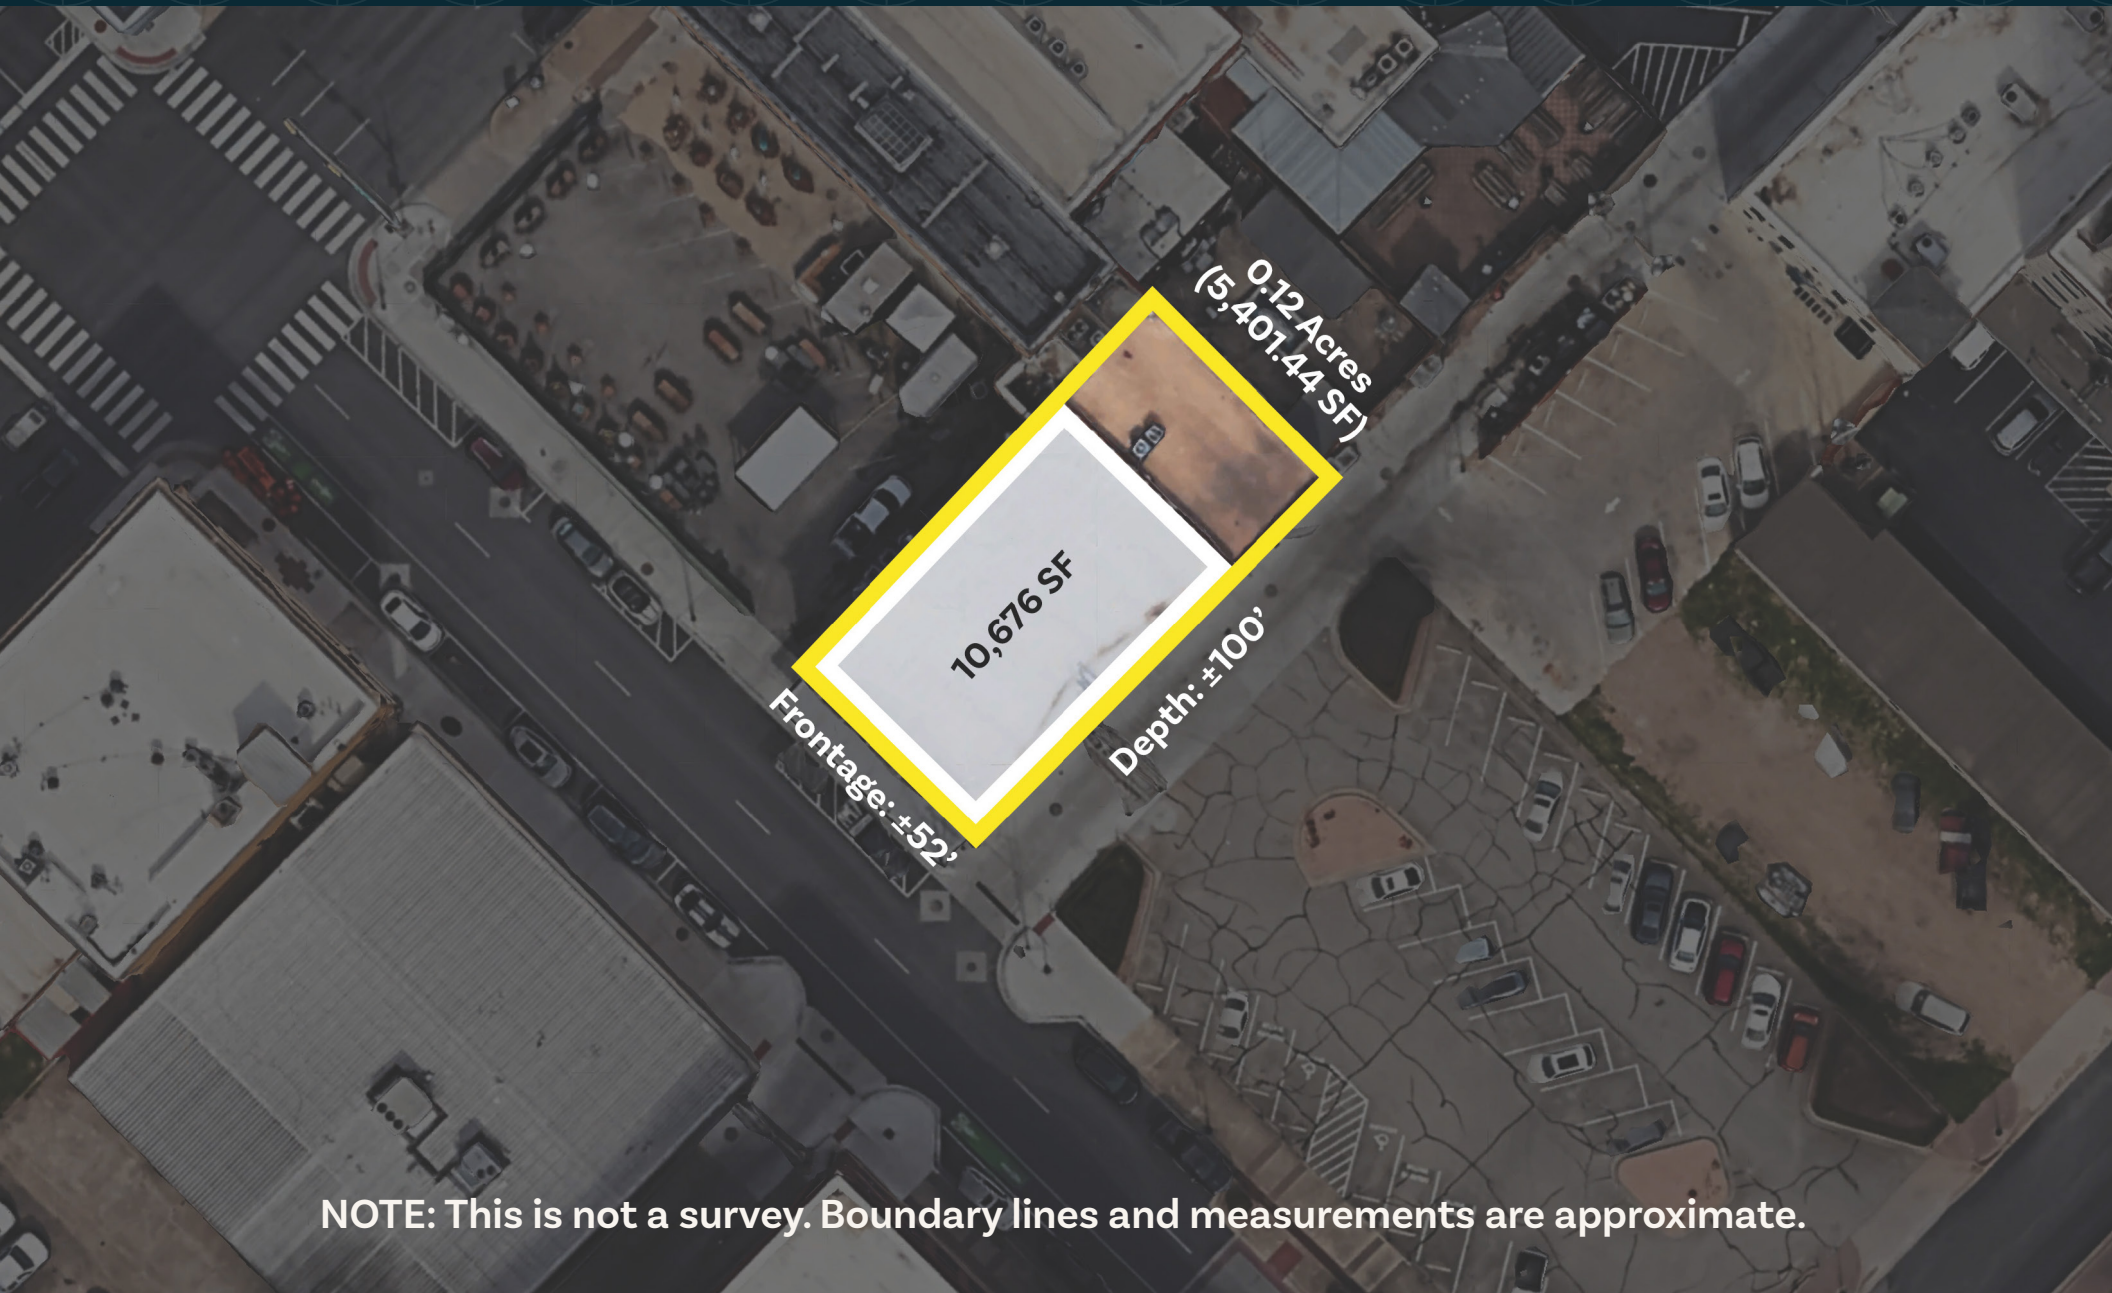 0.12 Acres
(5,401.44 SF)
10,676 SF
Depth: ±100’
Frontage: ±52’
NOTE: This is not a survey. Boundary lines and measurements are approximate.